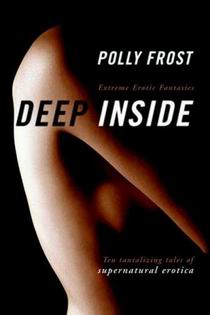 POLLY FROST
Extreme Erotic Fantasies
DEEP INSIDE
Ten tantalizing tales of
supernatural erotica